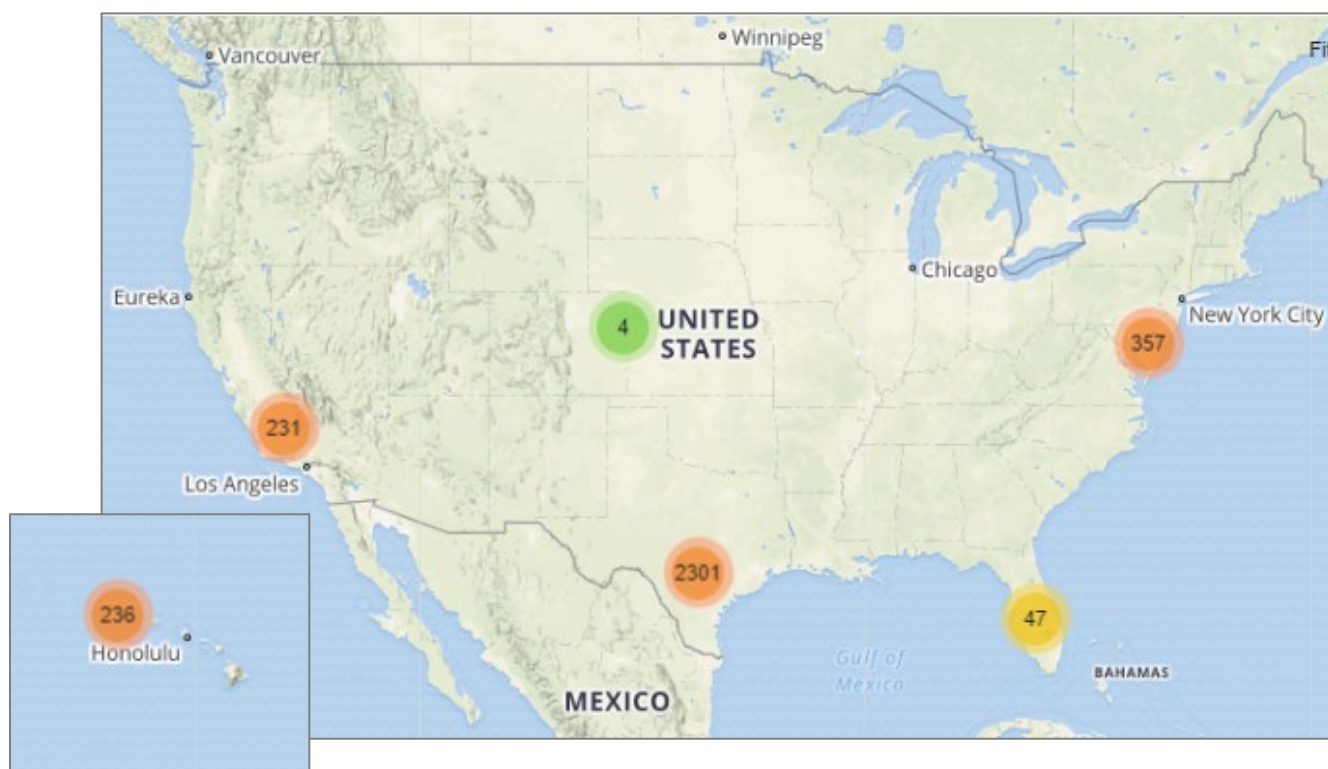 Winnipeg
Vancouver
Fi
Chicago
Eureka
New York City
4
UNITED
STATES
357
231
Los Angeles
2301
236
Honolulu
47
Gulf of
Mexico
BAHAMAS
MEXICO